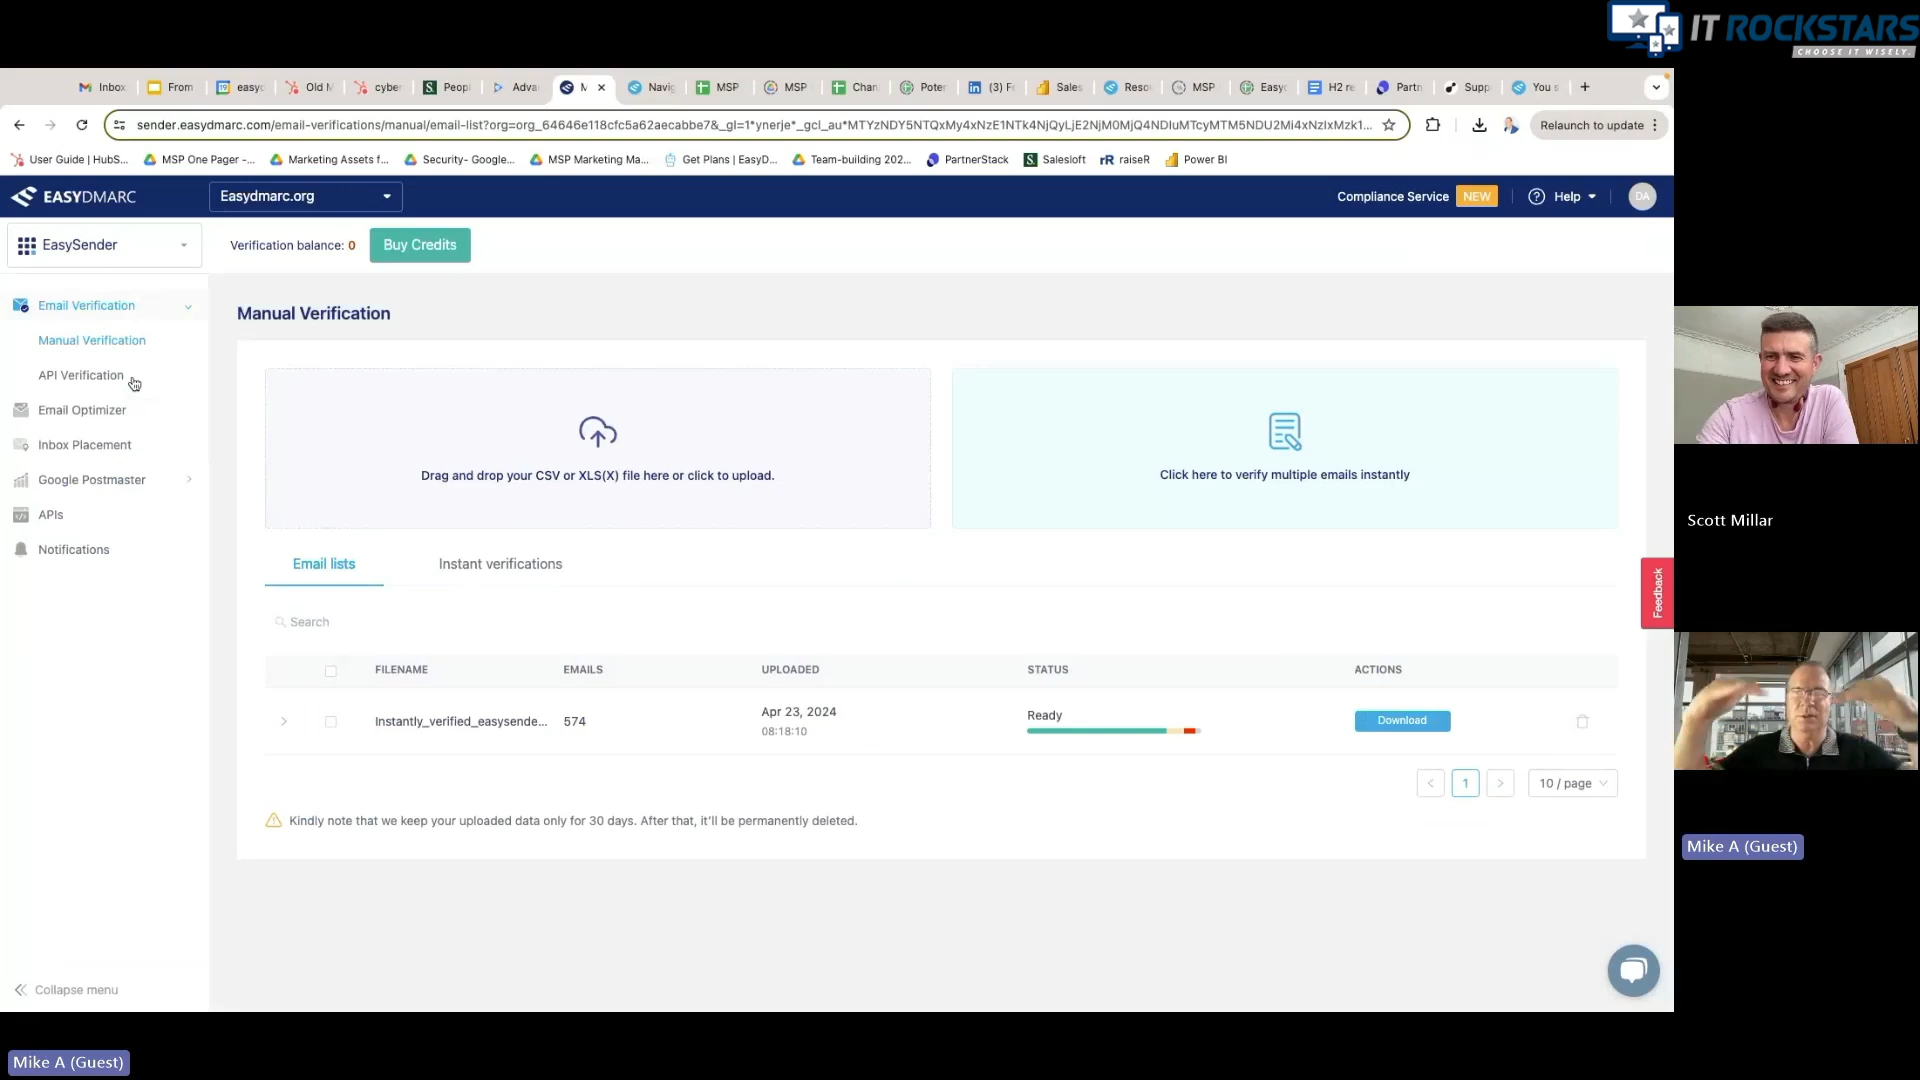 IT ROCKSTARS
CHOOSE IT WISELY.
Inbox
From
easy
Old M
cyber
Peopl
Adva
M
Navig
MSP
MSP
Chan
Poter
(3) F
Sales
Reso
MSP
Easy
H2 re
Partn
Supp
You s
sender.easydmarc.com/email-verifications/manual/email-list?org=org_64646e118cfc5a62aecabbe7&_gl=1*ynerje*_gcl_au*MTYzNDY5NTQxMy4xNzE1NTk4NjQyLjE2NjM0MjQ4NDIuMTcyMTM5NDU2Mi4xNzIxMzk1...
Relaunch to update
User Guide | HubS...
MSP One Pager -...
Marketing Assets f...
Security- Google...
MSP Marketing Ma...
Get Plans | EasyD...
Team-building 202...
PartnerStack
Salesloft
raiseR
Power BI
EASYDMARC
Easydmarc.org
Compliance Service NEW
Help
DA
EasySender
Verification balance: 0
Buy Credits
Email Verification
Manual Verification
API Verification
Email Optimizer
Inbox Placement
Google Postmaster
APIs
Notifications
Collapse menu
Manual Verification
Drag and drop your CSV or XLS(X) file here or click to upload.
Click here to verify multiple emails instantly
Email lists
Instant verifications
Search
FILENAME EMAILS UPLOADED STATUS ACTIONS
Instantly_verified_easysende... 574 Apr 23, 2024 Ready Download
08:18:10
1
10 / page
Kindly note that we keep your uploaded data only for 30 days. After that, it'll be permanently deleted.
Feedback
Scott Millar
Mike A (Guest)
Mike A (Guest)